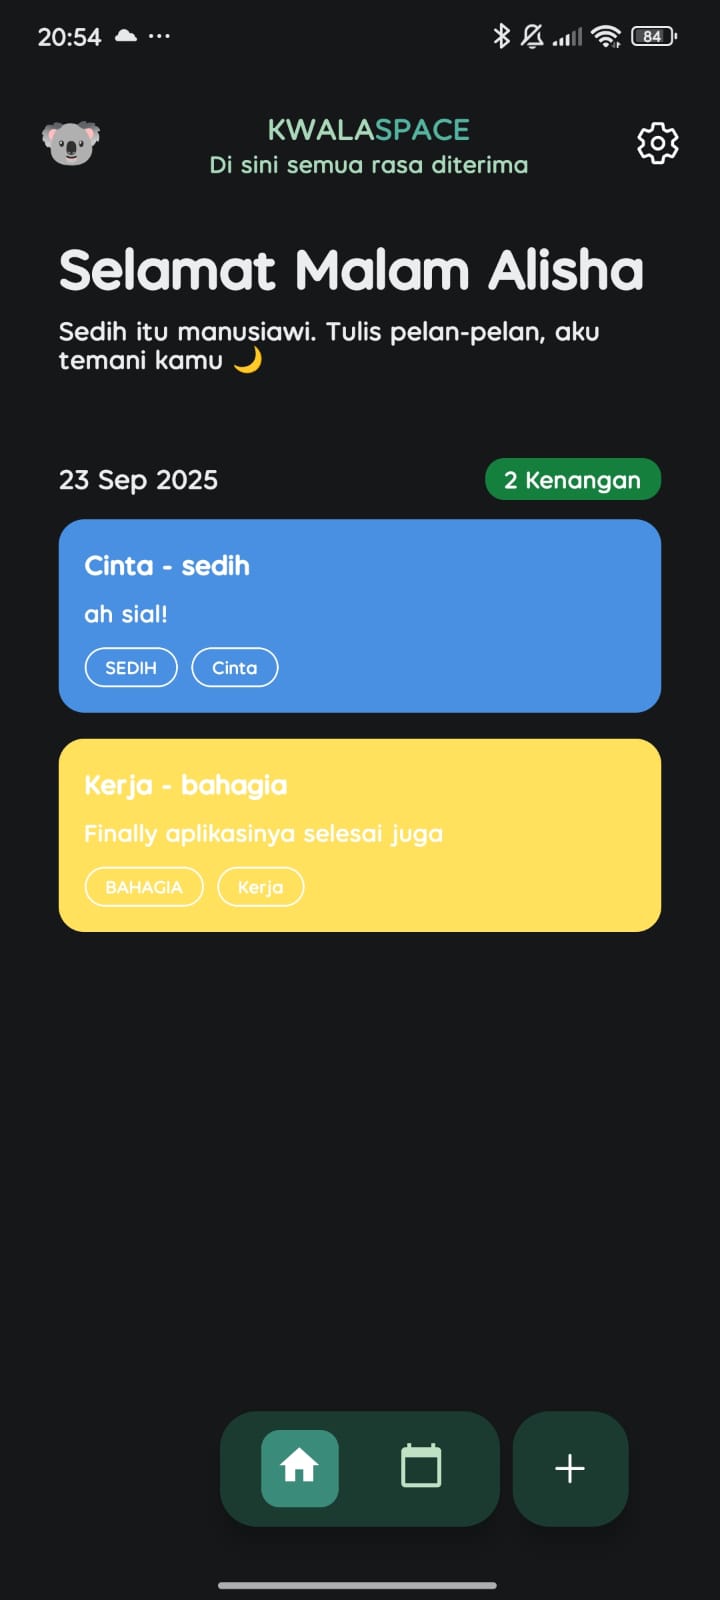 20:54
84
KWALASPACE
Di sini semua rasa diterima
Selamat Malam Alisha
Sedih itu manusiawi. Tulis pelan-pelan, aku
temani kamu 🌙
23 Sep 2025
2 Kenangan
Cinta - sedih
ah sial!
SEDIH
Cinta
Kerja - bahagia
Finally aplikasinya selesai juga
BAHAGIA
Kerja